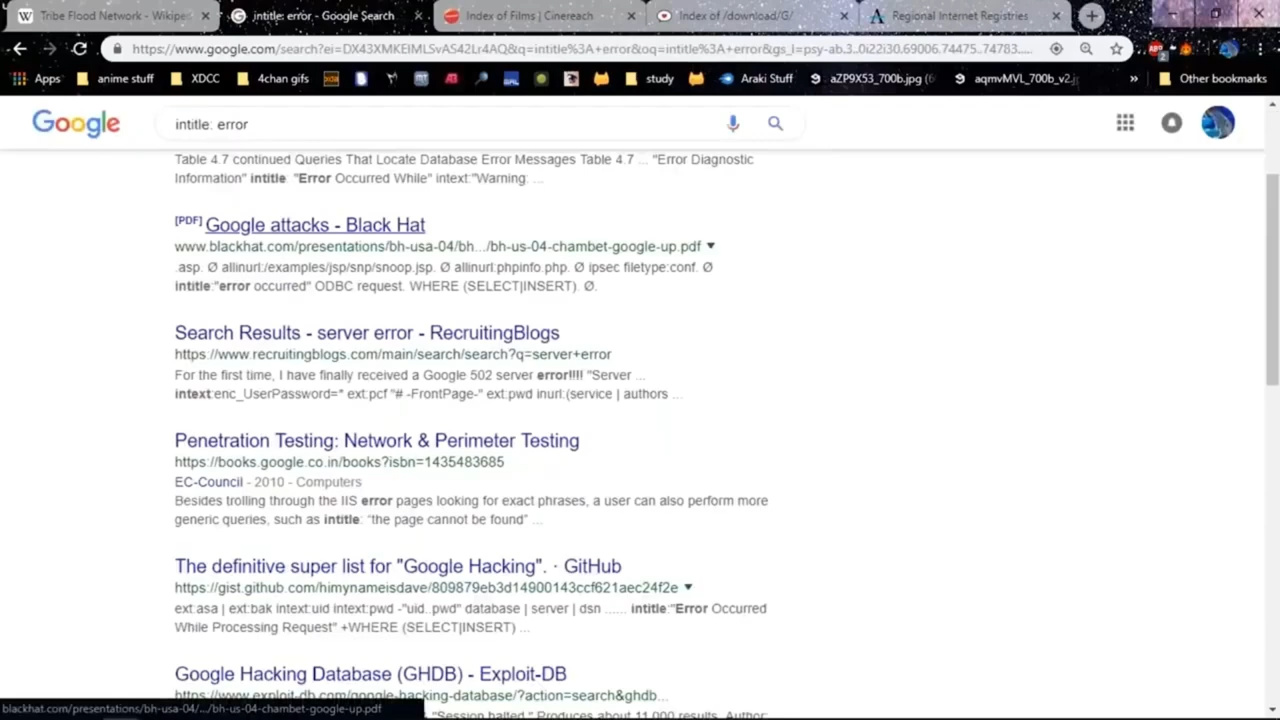 Tribe Flood Network - Wikipe
intitle: error - Google Search
Index of Films | Cinereach
Index of /download/G/
Regional Internet Registries
https://www.google.com/search?ei=DX43XMKEIMLSvAS42Lr4AQ&q=intitle%3A+error&oq=intitle%3A+error&gs_l=psy-ab.3..0i22i30.69006.74475..74783.....
Apps
anime stuff
XDCC
4chan gifs
study
Araki Stuff
aZP9X53_700b.jpg (6
aqmvMVL_700b_v2.j
»
Other bookmarks
Google
intitle: error
Table 4.7 continued Queries That Locate Database Error Messages Table 4.7 ... "Error Diagnostic
Information" intitle: "Error Occurred While" intext:"Warning: ...
[PDF] Google attacks - Black Hat
www.blackhat.com/presentations/bh-usa-04/bh.../bh-us-04-chambet-google-up.pdf
.asp. Ø allinurl:/examples/jsp/snp/snoop.jsp. Ø allinurl:phpinfo.php. Ø ipsec filetype:conf. Ø
intitle:"error occurred" ODBC request. WHERE (SELECT|INSERT). Ø.
Search Results - server error - RecruitingBlogs
https://www.recruitingblogs.com/main/search/search?q=server+error
For the first time, I have finally received a Google 502 server error!!!! "Server ...
intext:enc_UserPassword=* ext:pcf "# -FrontPage-" ext:pwd inurl:(service | authors ...
Penetration Testing: Network & Perimeter Testing
https://books.google.co.in/books?isbn=1435483685
EC-Council - 2010 - Computers
Besides trolling through the IIS error pages looking for exact phrases, a user can also perform more
generic queries, such as intitle: "the page cannot be found" ...
The definitive super list for "Google Hacking". · GitHub
https://gist.github.com/himynameisdave/809879eb3d14900143ccf621aec24f2e
ext:asa | ext:bak intext:uid intext:pwd -"uid..pwd" database | server | dsn ...... intitle:"Error Occurred
While Processing Request" +WHERE (SELECT|INSERT) ...
Google Hacking Database (GHDB) - Exploit-DB
https://www.exploit-db.com/google-hacking-database/?action=search&ghdb...
blackhat.com/presentations/bh-usa-04/.../bh-us-04-chambet-google-up.pdf
"Session halted." Produces about 11,000 results. Author: